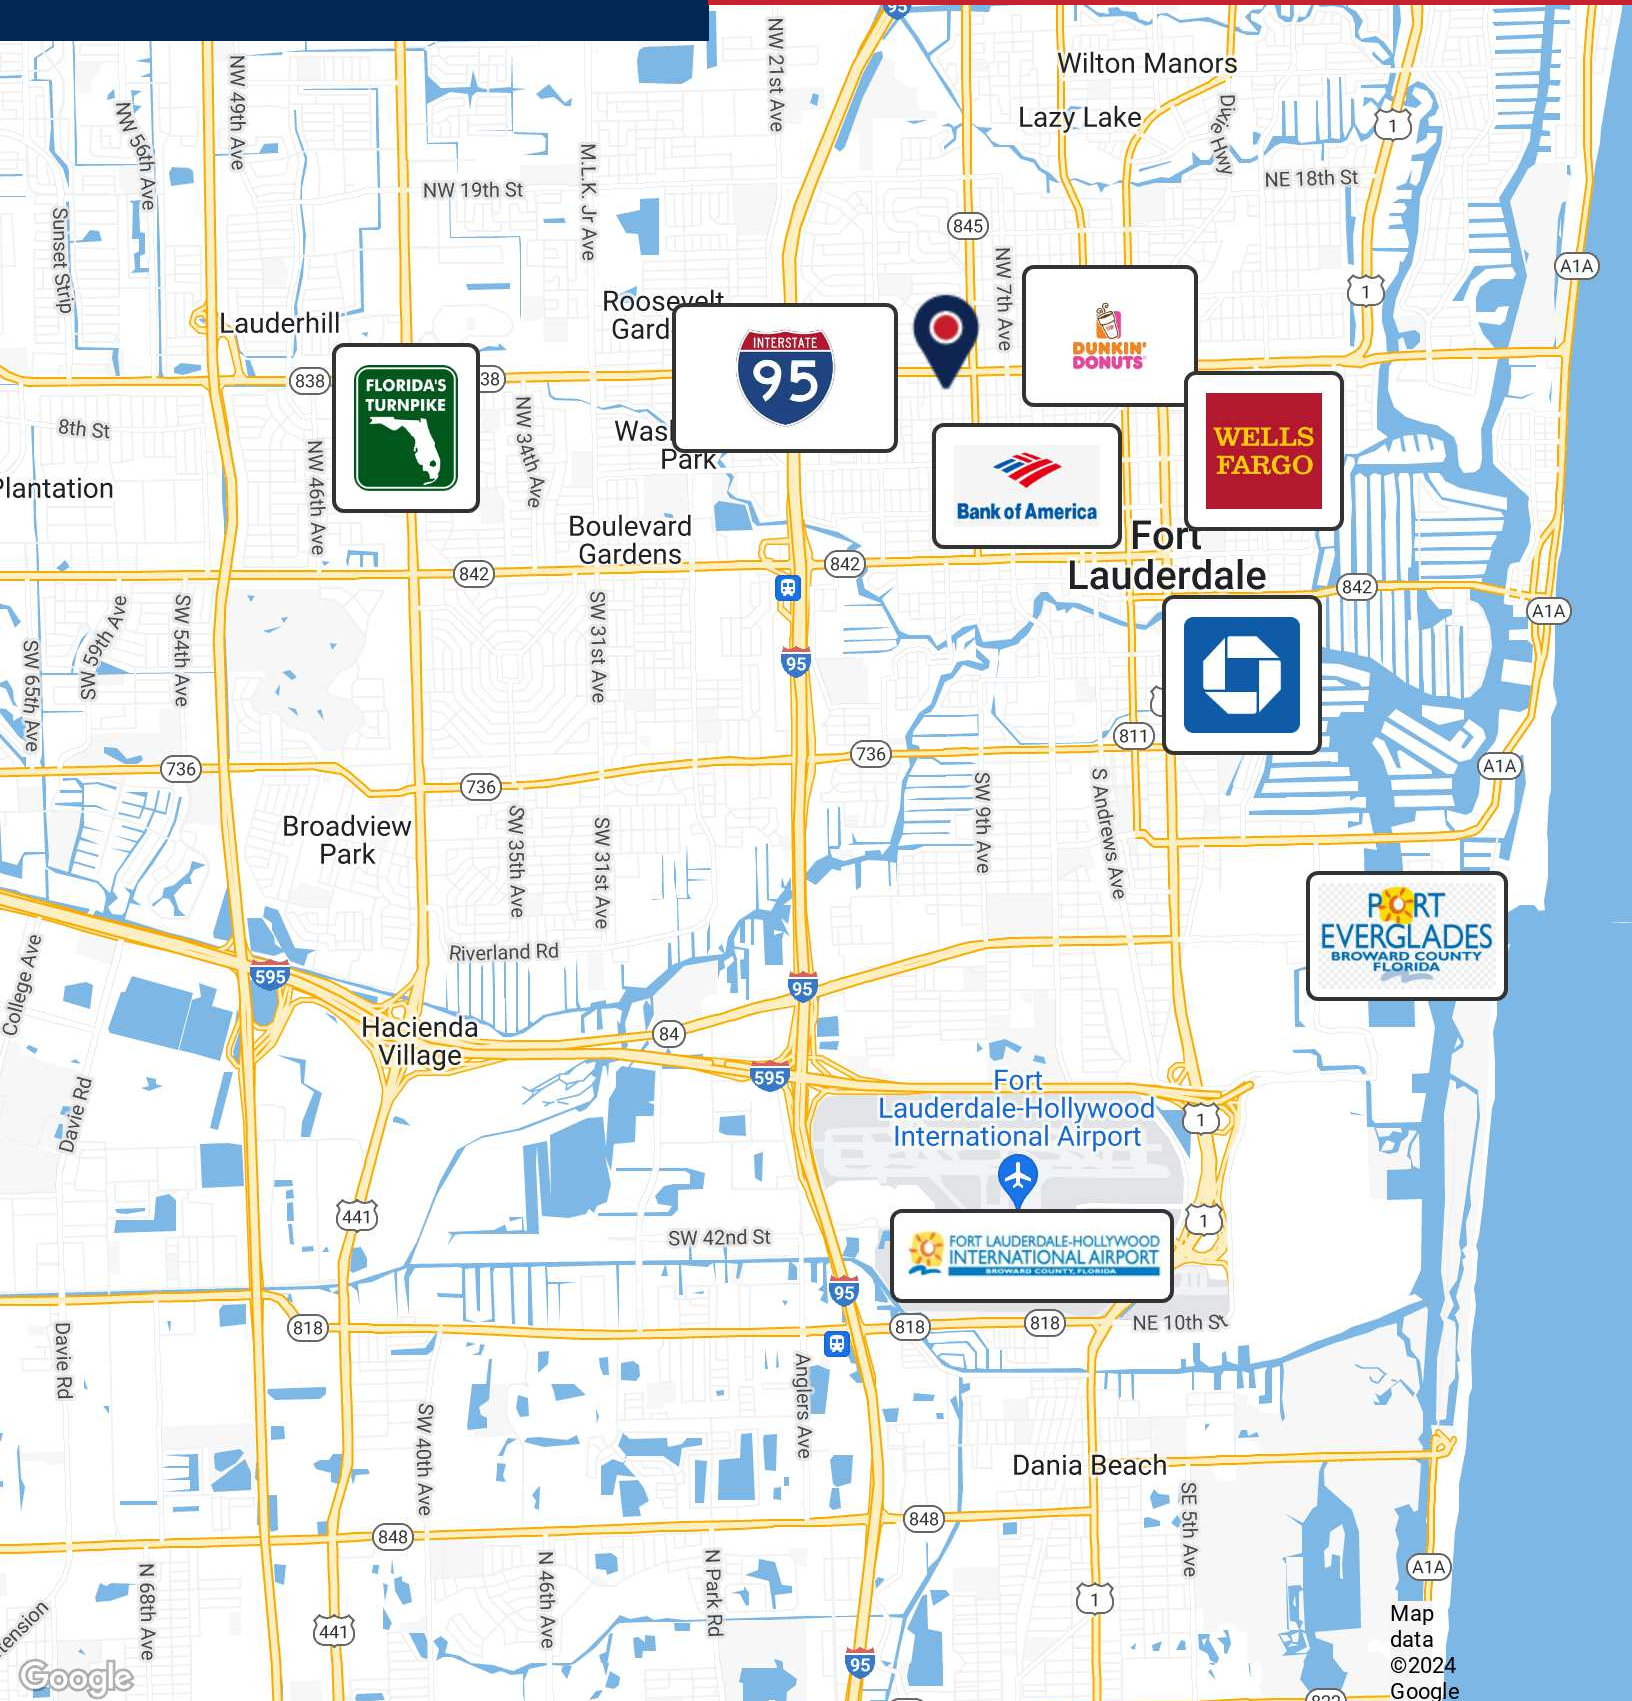 95
Wilton Manors
Lazy Lake
NW 21st Ave
NW 49th Ave
NW 56th Ave
Dixie Hwy
1
M.L.K. Jr Ave
NW 19th St
NE 18th St
Sunset Strip
845
NW 7th Ave
A1A
1
Roosevelt
Gard
Lauderhill
INTERSTATE
95
DUNKIN'
DONUTS
838
38
FLORIDA'S
TURNPIKE
8th St
NW 34th Ave
NW 46th Ave
Park
WELLS
FARGO
Plantation
Bank of America
Boulevard
Gardens
Fort
Lauderdale
842
842
842
A1A
SW 65th Ave
SW 59th Ave
SW 54th Ave
SW 31st Ave
95
811
736
736
736
A1A
SW 9th Ave
S Andrews Ave
Broadview
Park
SW 35th Ave
SW 31st Ave
PORT
EVERGLADES
BROWARD COUNTY
FLORIDA
Riverland Rd
College Ave
595
95
Hacienda
Village
84
595
Fort
Lauderdale-Hollywood
International Airport
1
Davie Rd
441
1
SW 42nd St
FORT LAUDERDALE-HOLLYWOOD
INTERNATIONAL AIRPORT
BROWARD COUNTY, FLORIDA
95
818
818
818
NE 10th St
Davie Rd
Anglers Ave
SW 40th Ave
Dania Beach
SE 5th Ave
848
848
N 68th Ave
N 46th Ave
N Park Rd
A1A
1
441
95
Map
data
©2024
Google
Google